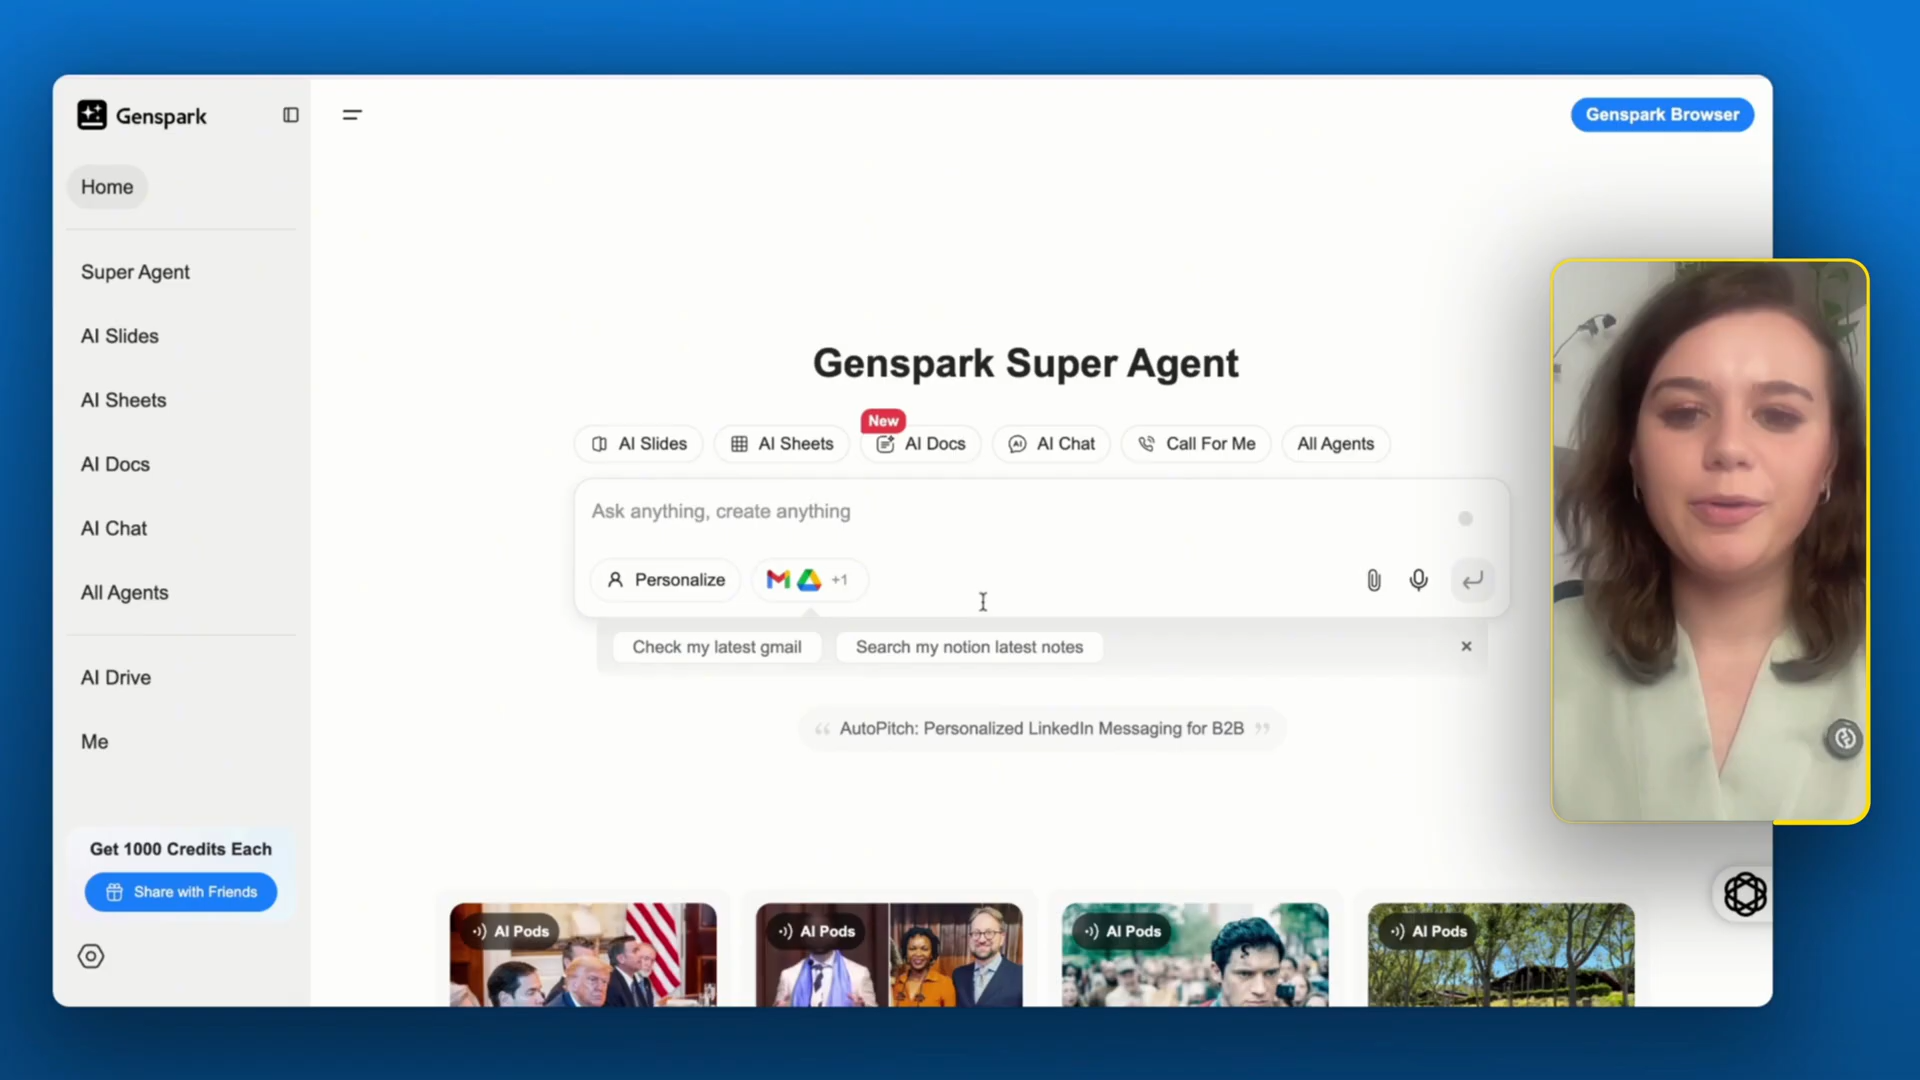 Genspark
Genspark Browser
Home
Super Agent
AI Slides
AI Sheets
AI Docs
AI Chat
All Agents
AI Drive
Me
Get 1000 Credits Each
Share with Friends
Genspark Super Agent
New
AI Slides
AI Sheets
AI Docs
AI Chat
Call For Me
All Agents
Ask anything, create anything
Personalize
+1
Check my latest gmail
Search my notion latest notes
“ AutoPitch: Personalized LinkedIn Messaging for B2B ”
AI Pods
AI Pods
AI Pods
AI Pods